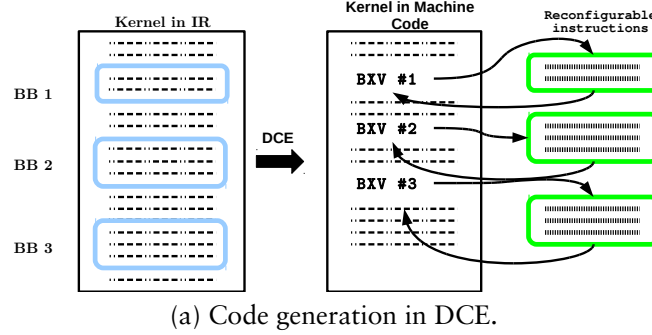 Kernel in IR
Kernel in Machine
Code
Reconfigurable
instructions
BB 1
BB 2
BB 3
DCE
BXV #1
BXV #2
BXV #3
(a) Code generation in DCE.